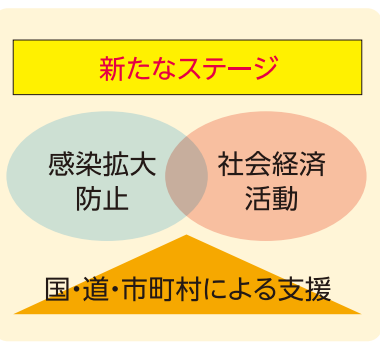 新たなステージ
感染拡大
防止
社会経済
活動
国・道・市町村による支援